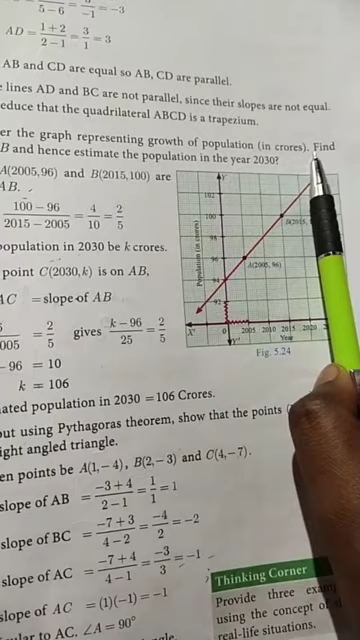 5 − 6 −1 = −3
AD = 1+2/2−1 = 3/1 = 3
AB and CD are equal so AB, CD are parallel.
lines AD and BC are not parallel, since their slopes are not equal.
educe that the quadrilateral ABCD is a trapezium.
er the graph representing growth of population (in crores). Find
B and hence estimate the population in the year 2030?
A(2005,96) and B(2015,100) are
AB.
100−96/2015−2005 = 4/10 = 2/5
population in 2030 be k crores.
point C(2030,k) is on AB,
AC = slope of AB
= 2/5 gives k−96/25 = 2/5
−96 = 10
k = 106
Y
102
100
98
96
92
Population (in crores)
B(2015,
A(2005, 96)
X' 0 2005 2010 2015 2020
Y' Year
Fig. 5.24
ated population in 2030 = 106 Crores.
out using Pythagoras theorem, show that the points
ight angled triangle.
en points be A(1,−4), B(2,−3) and C(4,−7).
slope of AB = −3+4/2−1 = 1/1 = 1
slope of BC = −7+3/4−2 = −4/2 = −2
slope of AC = −7+4/4−1 = −3/3 = −1
slope of AC = (1)(−1) = −1
ular to AC. ∠A = 90°
Thinking Corner
Provide three exam
using the concept of
real-life situations.